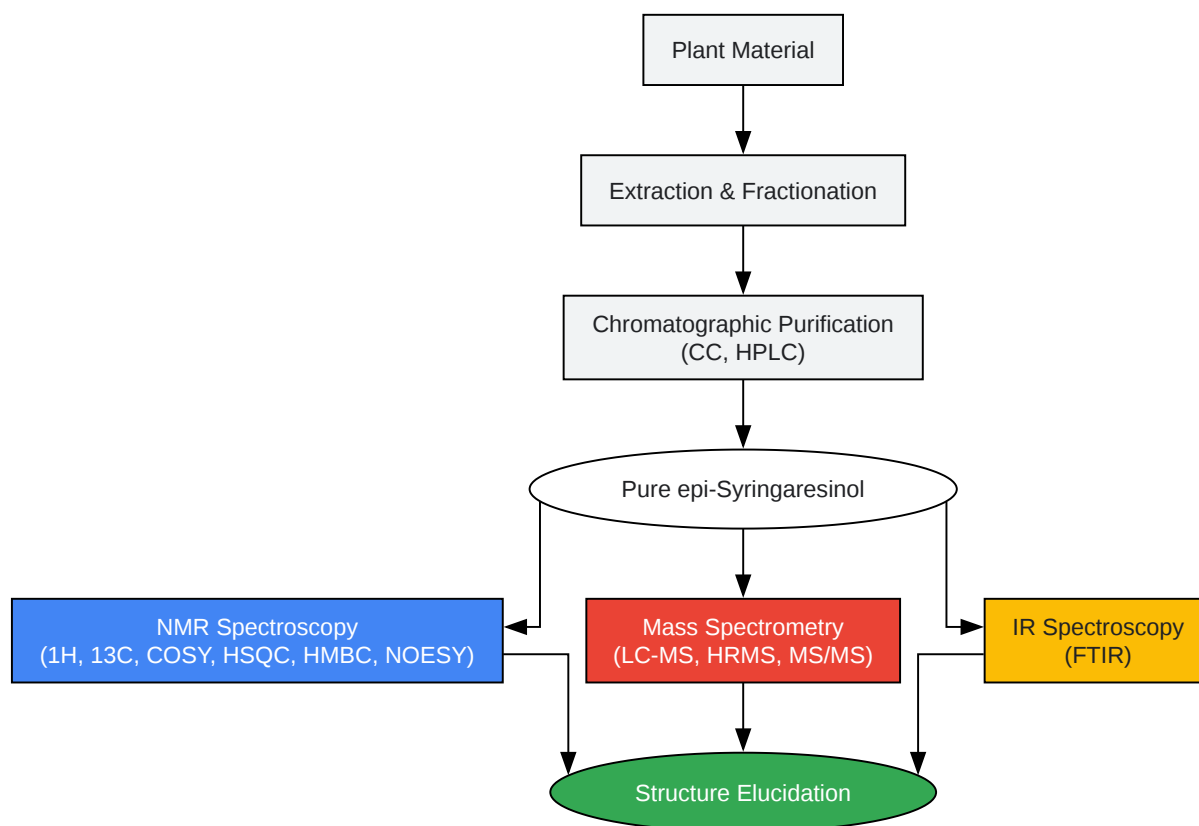 Plant Material
Extraction & Fractionation
Chromatographic Purification
(CC, HPLC)
Pure epi-Syringaresinol
NMR Spectroscopy
(1H, 13C, COSY, HSQC, HMBC, NOESY)
Mass Spectrometry
(LC-MS, HRMS, MS/MS)
IR Spectroscopy
(FTIR)
Structure Elucidation